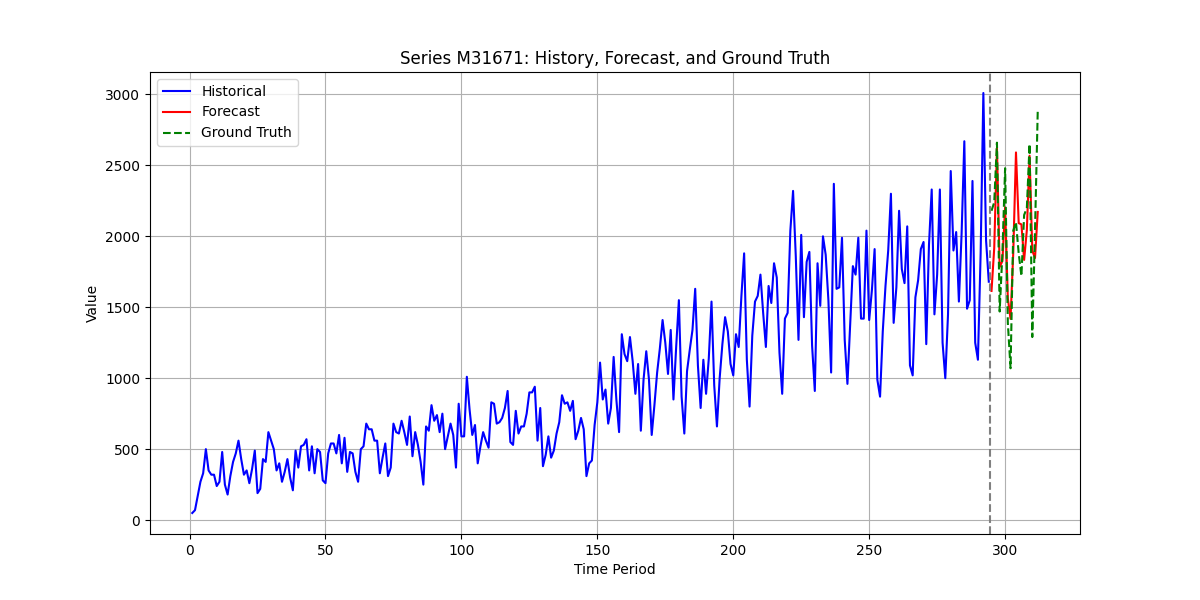 Series M31671: History, Forecast, and Ground Truth
Historical
Forecast
Ground Truth
3000
2500
2000
1500
1000
500
0
Value
0 50 100 150 200 250 300
Time Period